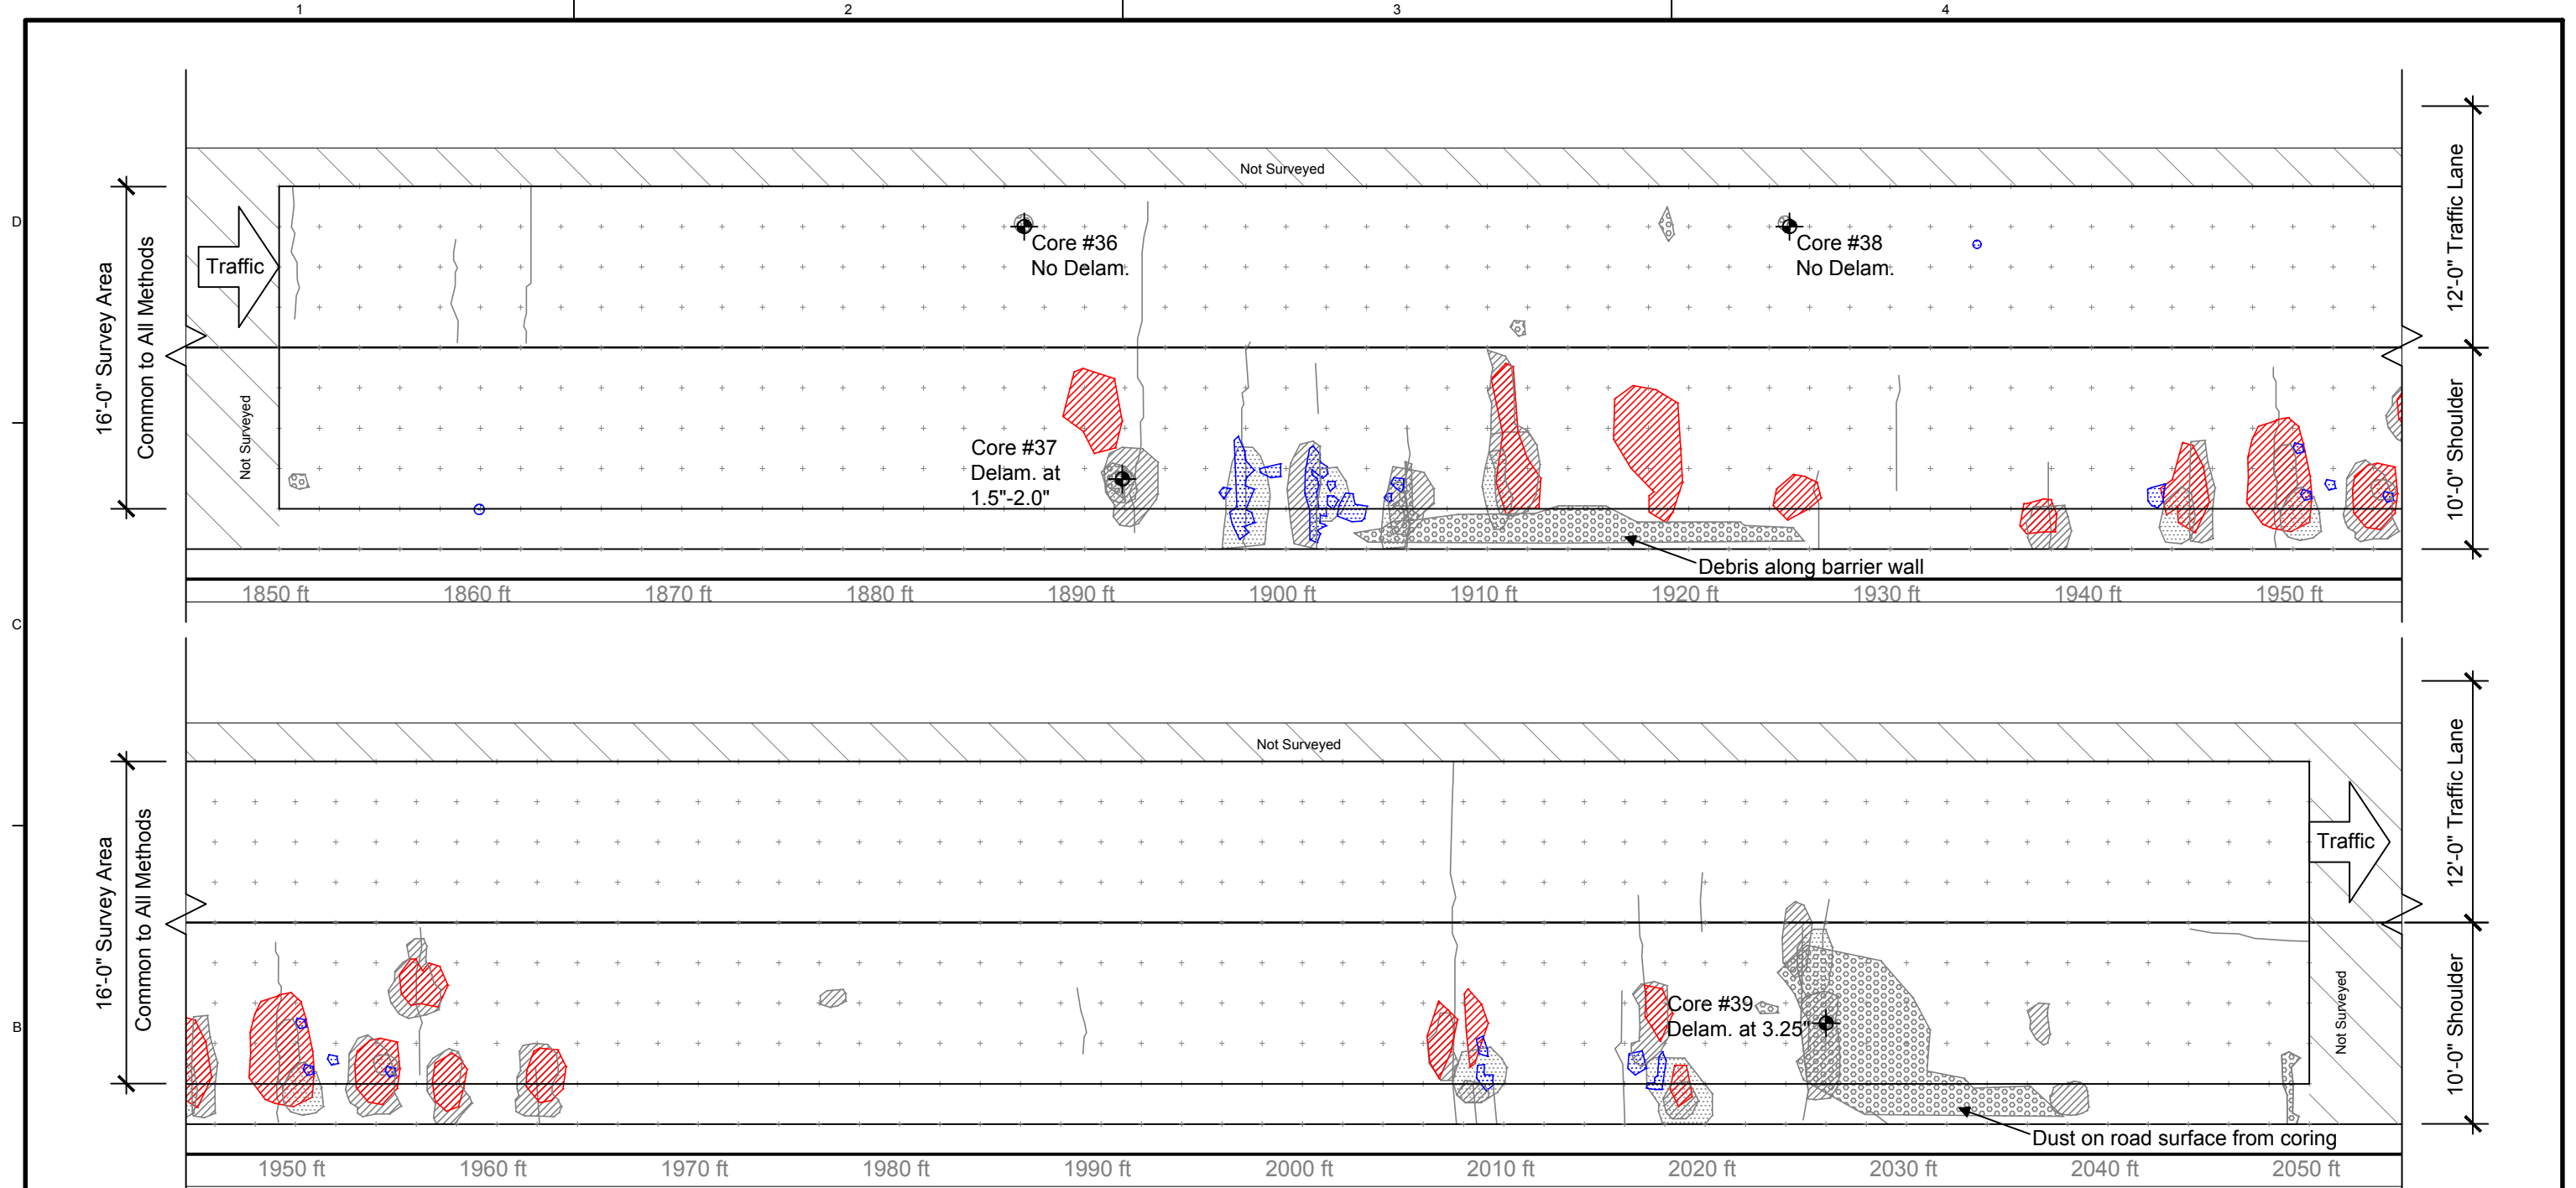 1
2
3
4
D
C
B
Not Surveyed
16'-0" Survey Area
Common to All Methods
Traffic
Not Surveyed
Core #36
No Delam.
Core #38
No Delam.
Core #37
Delam. at
1.5"-2.0"
Debris along barrier wall
12'-0" Traffic Lane
10'-0" Shoulder
1850 ft 1860 ft 1870 ft 1880 ft 1890 ft 1900 ft 1910 ft 1920 ft 1930 ft 1940 ft 1950 ft
Not Surveyed
16'-0" Survey Area
Common to All Methods
Traffic
Core #39
Delam. at 3.25"
Not Surveyed
Dust on road surface from coring
12'-0" Traffic Lane
10'-0" Shoulder
1950 ft 1960 ft 1970 ft 1980 ft 1990 ft 2000 ft 2010 ft 2020 ft 2030 ft 2040 ft 2050 ft